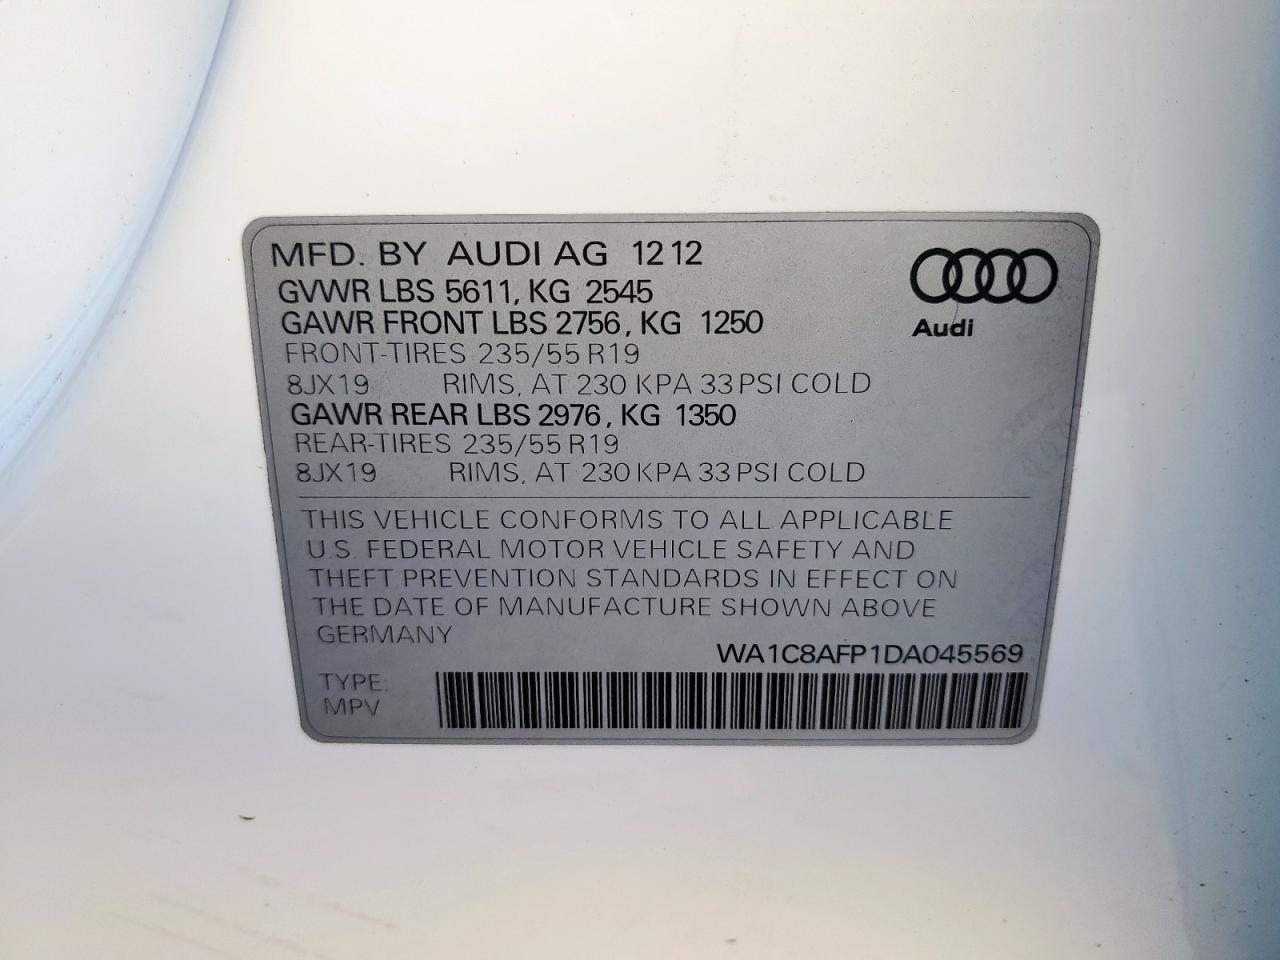 MFD. BY AUDI AG 12 12
GVWR LBS 5611, KG 2545
GAWR FRONT LBS 2756, KG 1250
FRONT-TIRES 235/55 R19
8JX19 RIMS, AT 230 KPA 33 PSI COLD
GAWR REAR LBS 2976, KG 1350
REAR-TIRES 235/55 R19
8JX19 RIMS, AT 230 KPA 33 PSI COLD
Audi
THIS VEHICLE CONFORMS TO ALL APPLICABLE
U.S. FEDERAL MOTOR VEHICLE SAFETY AND
THEFT PREVENTION STANDARDS IN EFFECT ON
THE DATE OF MANUFACTURE SHOWN ABOVE
GERMANY
WA1C8AFP1DA045569
TYPE:
MPV